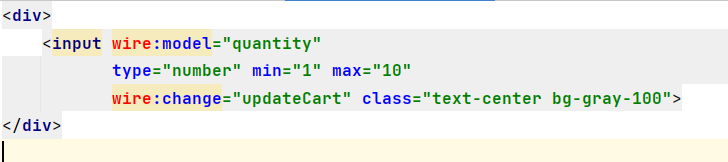 <div>
<input wire:model="quantity"
type="number" min="1" max="10"
wire:change="updateCart" class="text-center bg-gray-100">
</div>